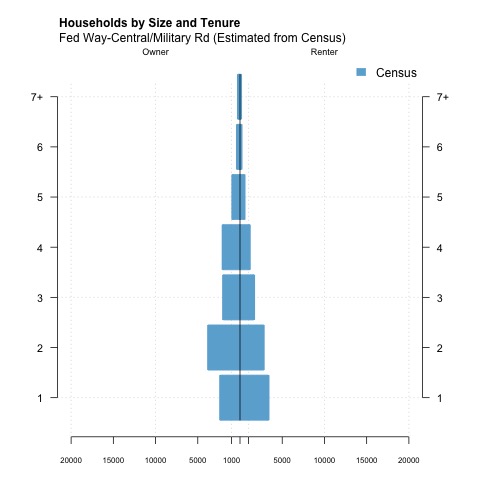 Households by Size and Tenure
Fed Way-Central/Military Rd (Estimated from Census)
Owner Renter
Census
7+ 7+
6 6
5 5
4 4
3 3
2 2
1 1
20000 15000 10000 5000 1000 5000 10000 15000 20000